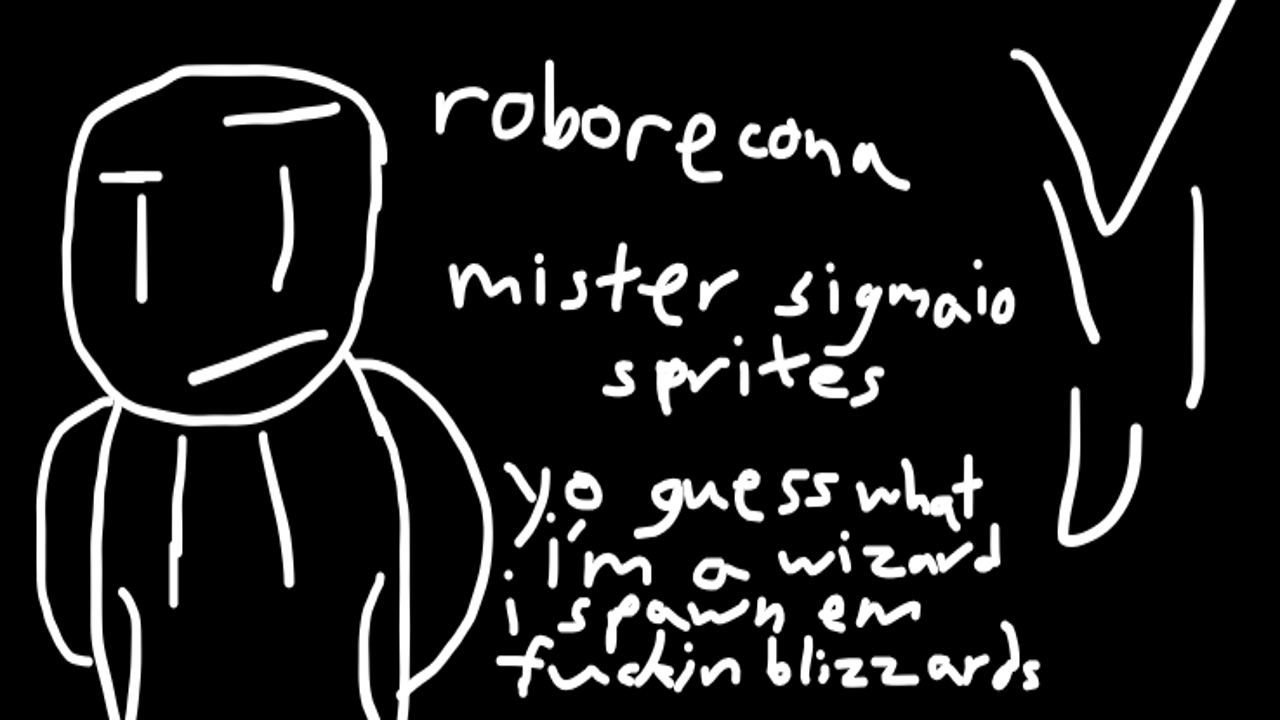 roborecona
mister sigmaio
sprites
yo guess what
i'm a wizard
i spawn em
fuckin blizzards